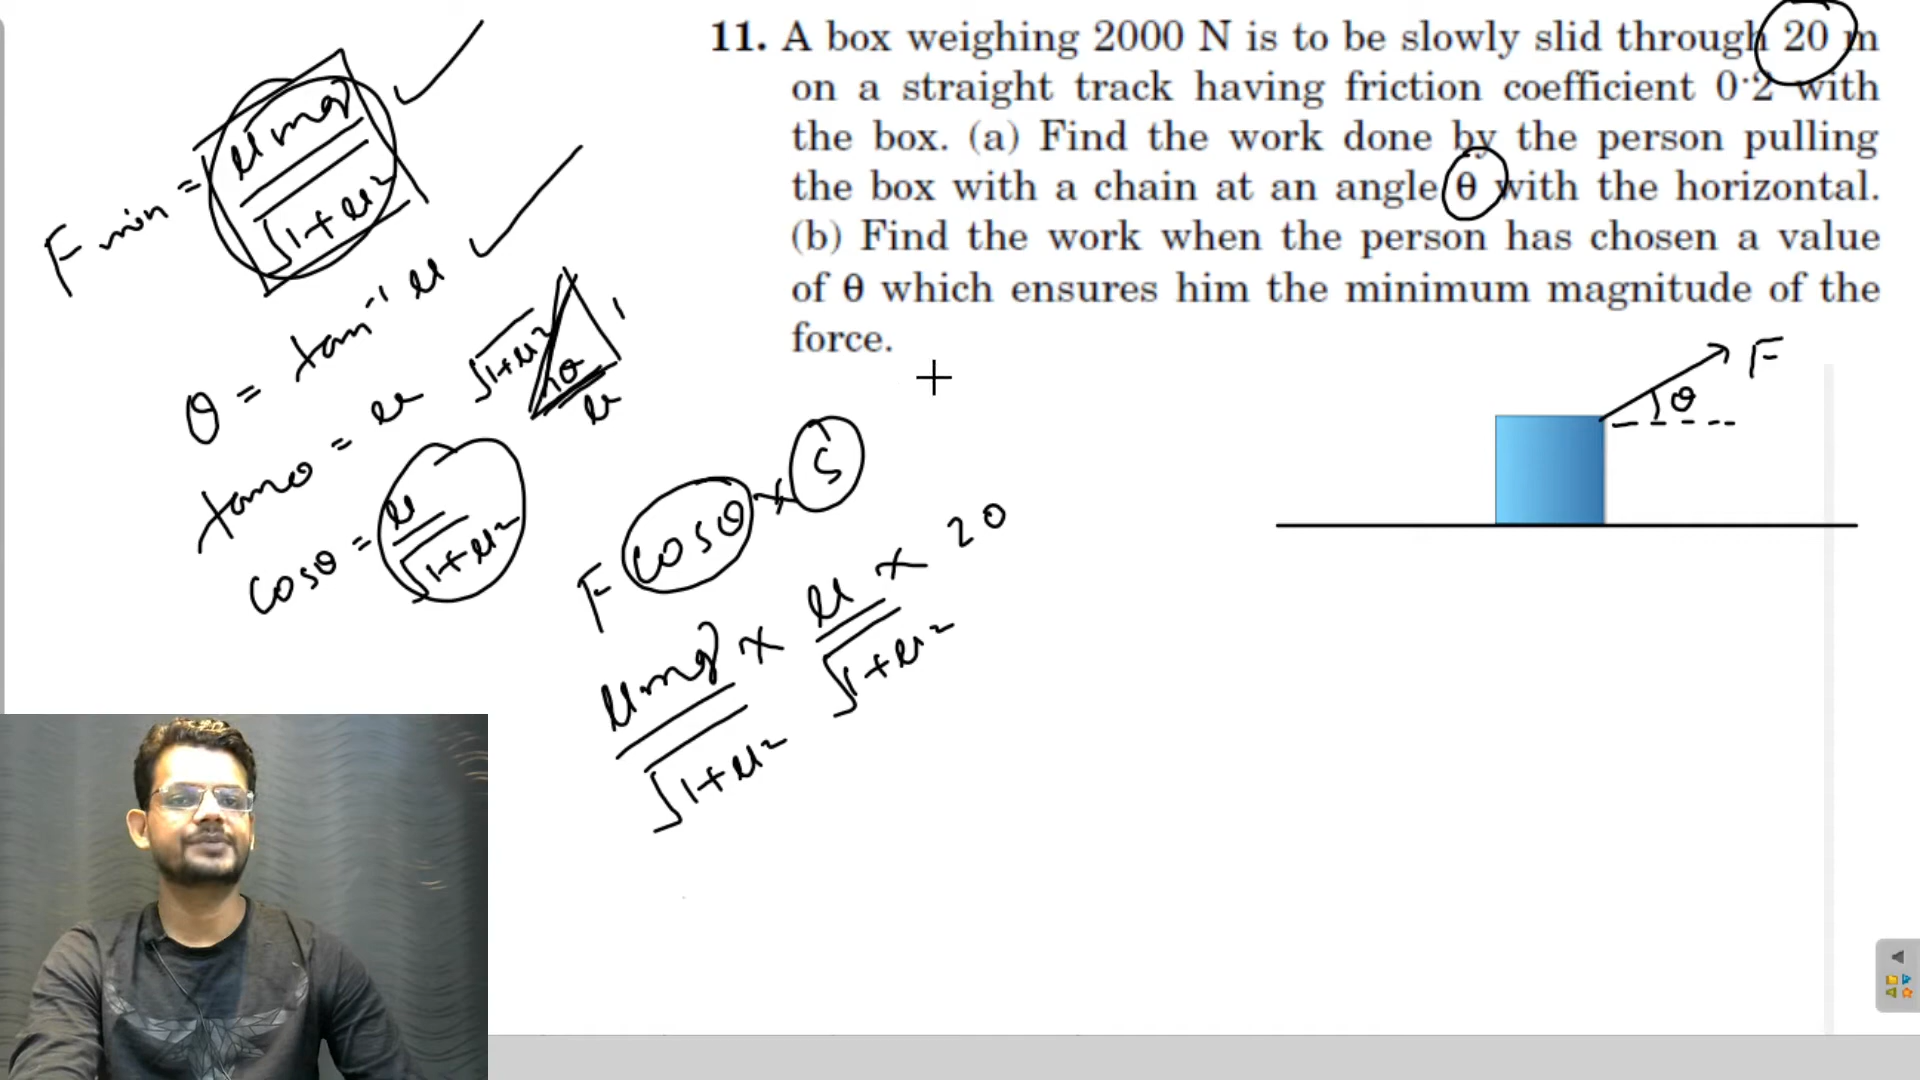 11. A box weighing 2000 N is to be slowly slid through 20 m
on a straight track having friction coefficient 0·2 with
the box. (a) Find the work done by the person pulling
the box with a chain at an angle θ with the horizontal.
(b) Find the work when the person has chosen a value
of θ which ensures him the minimum magnitude of the
force.
F min = μmg / √1+μ²
θ = tan⁻¹ μ
tanθ = μ
√1+μ² 1
θ
μ
cosθ = μ / √1+μ²
F cosθ × S
μmg / √1+μ² × μ / √1+μ² × 20
F
θ